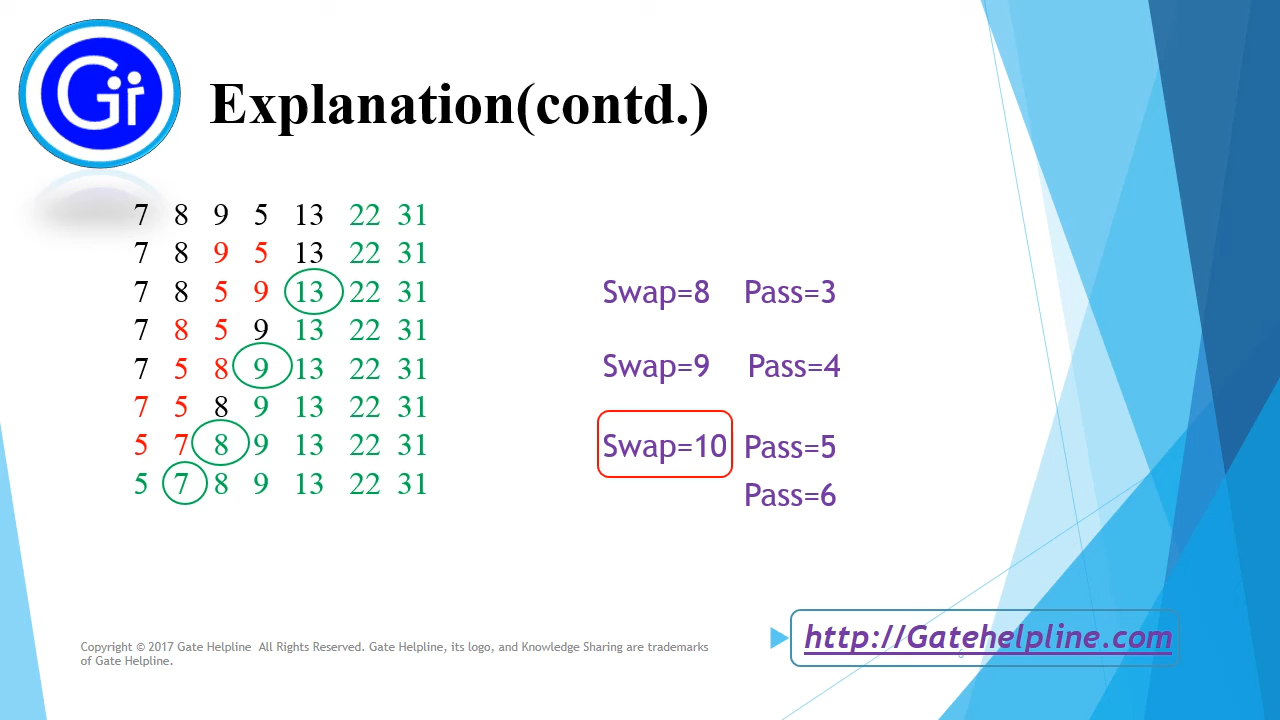 Gi
Explanation(contd.)
7 8 9 5 13 22 31
7 8 9 5 13 22 31
7 8 5 9 13 22 31 Swap=8 Pass=3
7 8 5 9 13 22 31
7 5 8 9 13 22 31 Swap=9 Pass=4
7 5 8 9 13 22 31
5 7 8 9 13 22 31 Swap=10 Pass=5
5 7 8 9 13 22 31 Pass=6
Copyright © 2017 Gate Helpline All Rights Reserved. Gate Helpline, its logo, and Knowledge Sharing are trademarks
of Gate Helpline.
http://Gatehelpline.com